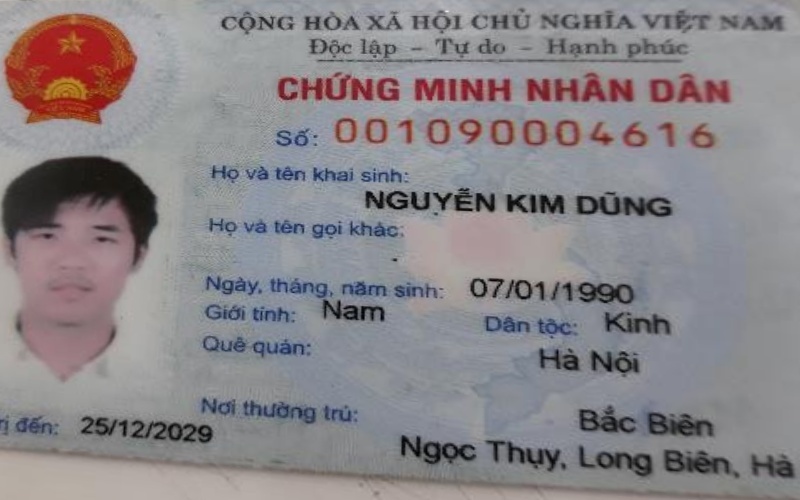 CỘNG HÒA XÃ HỘI CHỦ NGHĨA VIỆT NAM
Độc lập - Tự do - Hạnh phúc
CHỨNG MINH NHÂN DÂN
Số: 001090004616
Họ và tên khai sinh:
NGUYỄN KIM DŨNG
Họ và tên gọi khác:
Ngày, tháng, năm sinh: 07/01/1990
Giới tính: Nam Dân tộc: Kinh
Quê quán:
Hà Nội
Nơi thường trú:
Bắc Biên
ị đến: 25/12/2029
Ngọc Thụy, Long Biên, Hà